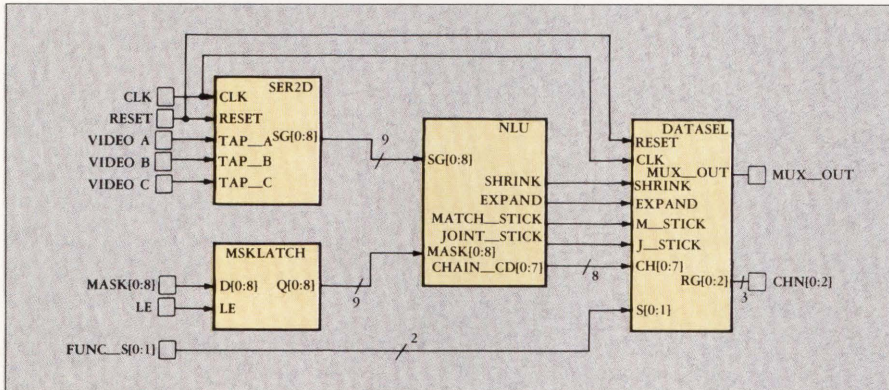 SER2D
CLK
CLK
RESET
RESET
VIDEO A
TAP__A
SG[0:8]
VIDEO B
TAP__B
VIDEO C
TAP__C
9
NLU
SG[0:8]
SHRINK
EXPAND
MATCH__STICK
JOINT__STICK
MASK[0:8]
CHAIN__CD[0:7]
8
DATASEL
RESET
CLK
MUX__OUT
MUX__OUT
SHRINK
EXPAND
M__STICK
J__STICK
CH[0:7]
RG[0:2]
3
CHN[0:2]
S[0:1]
MSKLATCH
MASK[0:8]
D[0:8]
Q[0:8]
9
LE
LE
FUNC__S[0:1]
2